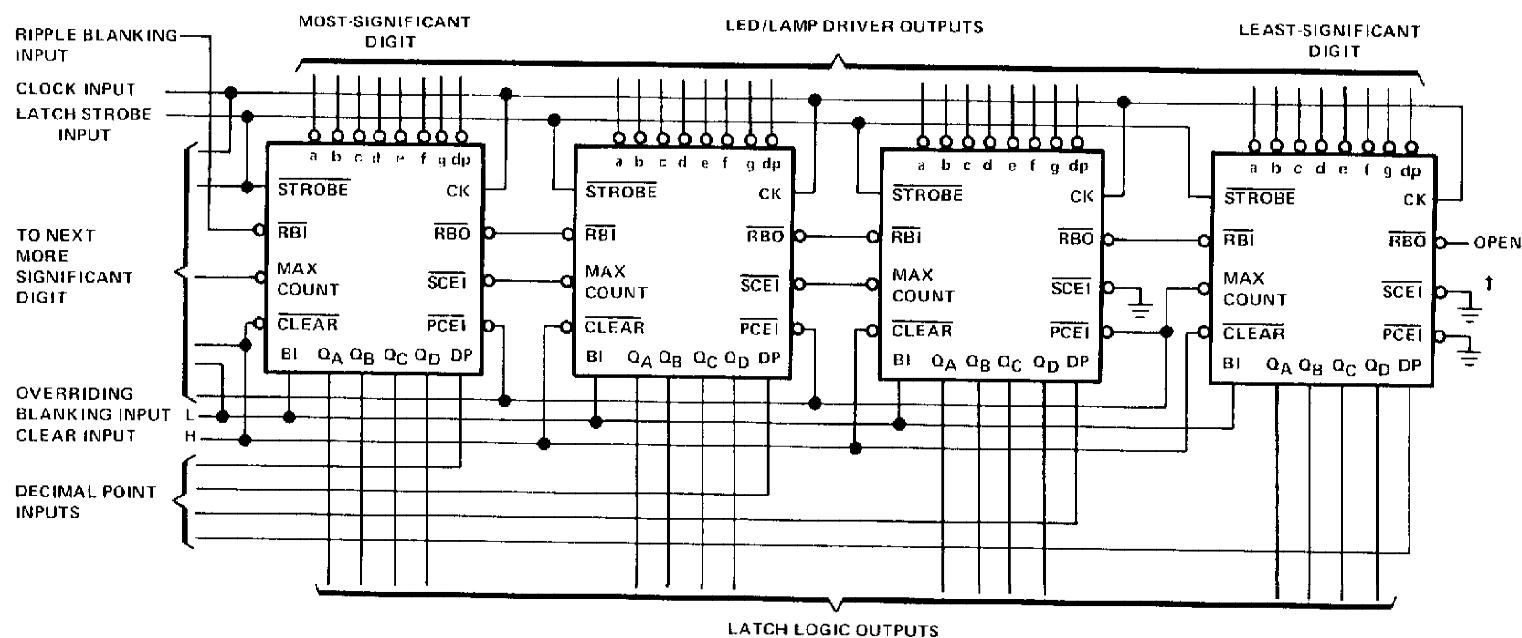 MOST-SIGNIFICANT
DIGIT
LED/LAMP DRIVER OUTPUTS
LEAST-SIGNIFICANT
DIGIT
RIPPLE BLANKING
INPUT
CLOCK INPUT
LATCH STROBE
INPUT
TO NEXT
MORE
SIGNIFICANT
DIGIT
OVERRIDING
BLANKING INPUT L
CLEAR INPUT H
DECIMAL POINT
INPUTS
a b c d e f g dp
STROBE CK
RBI RBO
MAX
COUNT SCEI
CLEAR PCEI
BI QA QB QC QD DP
a b c d e f g dp
STROBE CK
RBI RBO
MAX
COUNT SCEI
CLEAR PCEI
BI QA QB QC QD DP
a b c d e f g dp
STROBE CK
RBI RBO
MAX
COUNT SCEI
CLEAR PCEI
BI QA QB QC QD DP
a b c d e f g dp
STROBE CK
RBI RBO OPEN
MAX
COUNT SCEI †
CLEAR PCEI
BI QA QB QC QD DP
LATCH LOGIC OUTPUTS